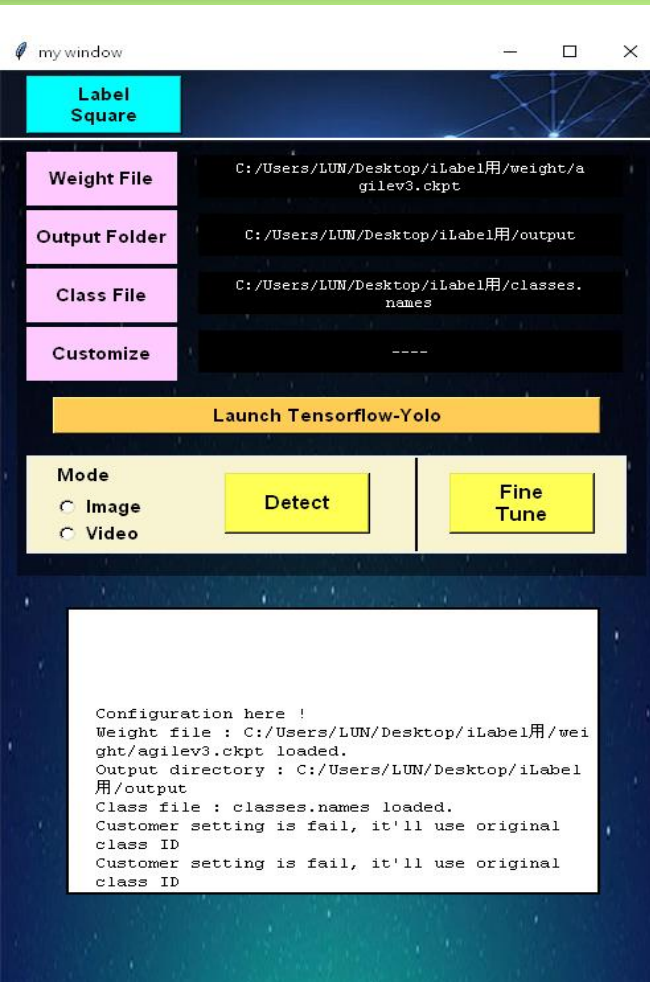 my window
Label
Square
Weight File
C:/Users/LUN/Desktop/iLabel用/weight/a
gilev3.ckpt
Output Folder
C:/Users/LUN/Desktop/iLabel用/output
Class File
C:/Users/LUN/Desktop/iLabel用/classes.
names
Customize
----
Launch Tensorflow-Yolo
Mode
Image
Video
Detect
Fine
Tune
Configuration here !
Weight file : C:/Users/LUN/Desktop/iLabel用/wei
ght/agilev3.ckpt loaded.
Output directory : C:/Users/LUN/Desktop/iLabel
用/output
Class file : classes.names loaded.
Customer setting is fail, it'll use original
class ID
Customer setting is fail, it'll use original
class ID